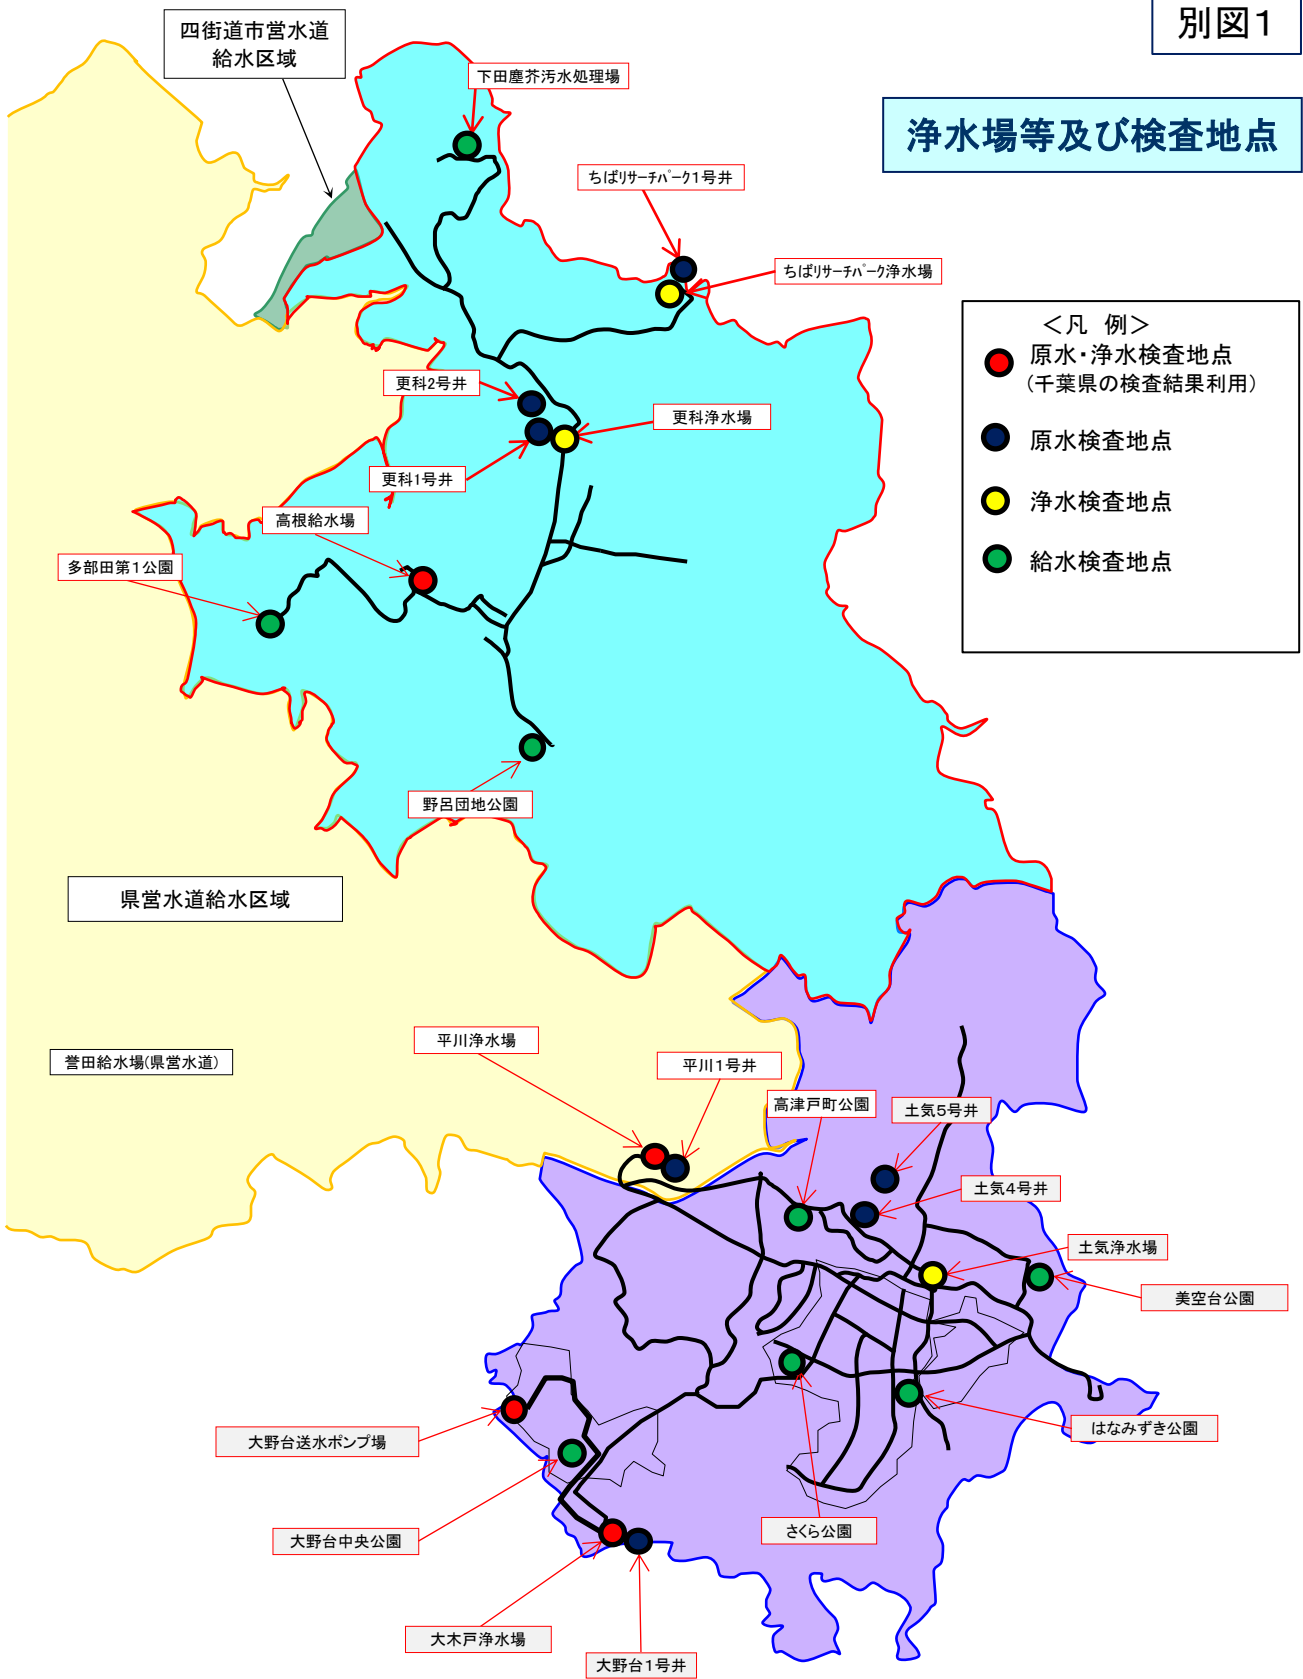 別図1
浄水場等及び検査地点
四街道市営水道
給水区域
下田塵芥汚水処理場
ちばリサーチパーク1号井
ちばリサーチパーク浄水場
＜凡 例＞
原水・浄水検査地点
(千葉県の検査結果利用)
原水検査地点
浄水検査地点
給水検査地点
更科2号井
更科浄水場
更科1号井
高根給水場
多部田第1公園
野呂団地公園
県営水道給水区域
誉田給水場(県営水道)
平川浄水場
平川1号井
高津戸町公園
土気5号井
土気4号井
土気浄水場
美空台公園
はなみずき公園
大野台送水ポンプ場
さくら公園
大野台中央公園
大木戸浄水場
大野台1号井